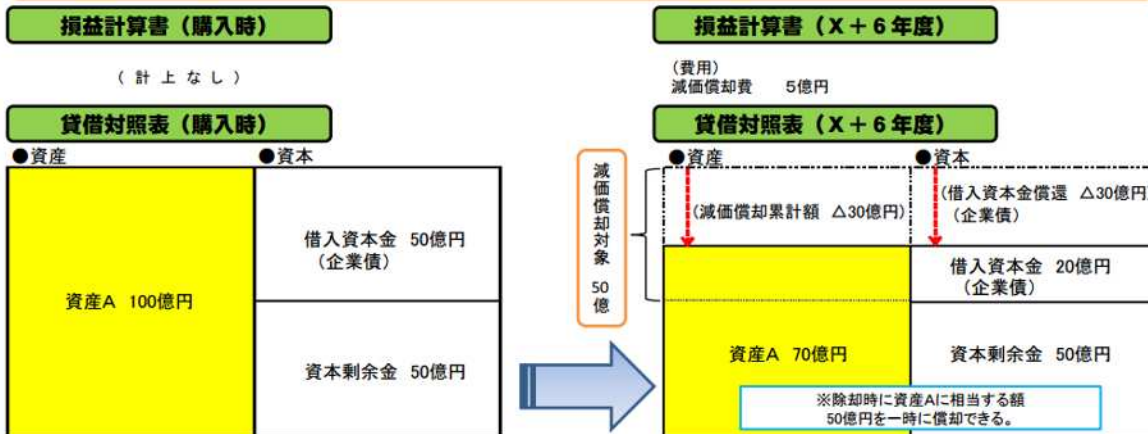 損益計算書（購入時）
（ 計 上 な し ）
貸借対照表（購入時）
●資産
●資本
資産A 100億円
借入資本金 50億円
（企業債）
資本剰余金 50億円
損益計算書（X＋6年度）
(費用)
減価償却費 5億円
貸借対照表（X＋6年度）
●資産
●資本
減価償却対象 50億
(減価償却累計額 △30億円)
(借入資本金償還 △30億円
（企業債）
借入資本金 20億円
（企業債）
資産A 70億円
資本剰余金 50億円
※除却時に資産Aに相当する額
50億円を一時に償却できる。